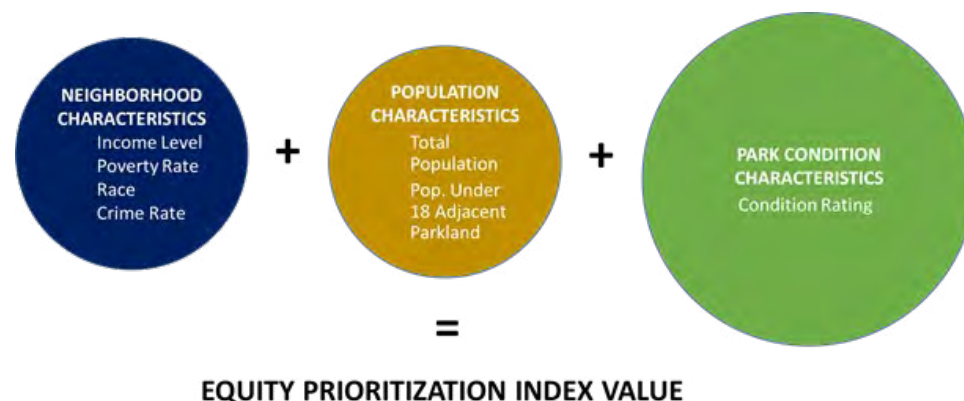 NEIGHBORHOOD
CHARACTERISTICS
Income Level
Poverty Rate
Race
Crime Rate
+
POPULATION
CHARACTERISTICS
Total
Population
Pop. Under
18 Adjacent
Parkland
+
PARK CONDITION
CHARACTERISTICS
Condition Rating
=
EQUITY PRIORITIZATION INDEX VALUE